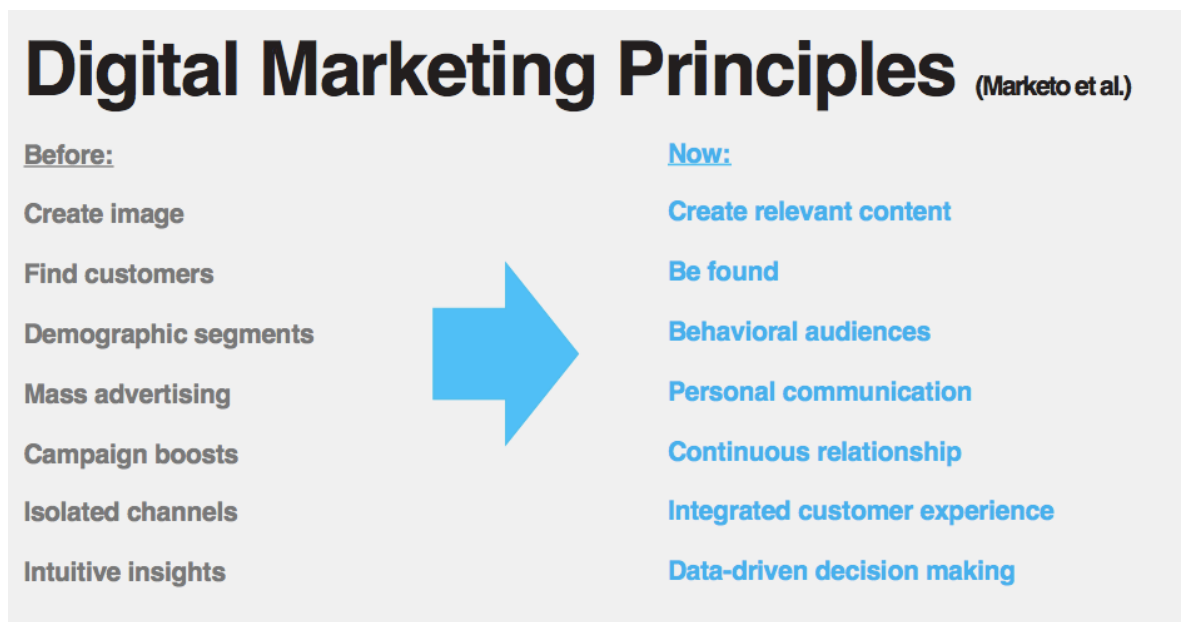 Digital Marketing Principles (Marketo et al.)
Before:
Create image
Find customers
Demographic segments
Mass advertising
Campaign boosts
Isolated channels
Intuitive insights
Now:
Create relevant content
Be found
Behavioral audiences
Personal communication
Continuous relationship
Integrated customer experience
Data-driven decision making